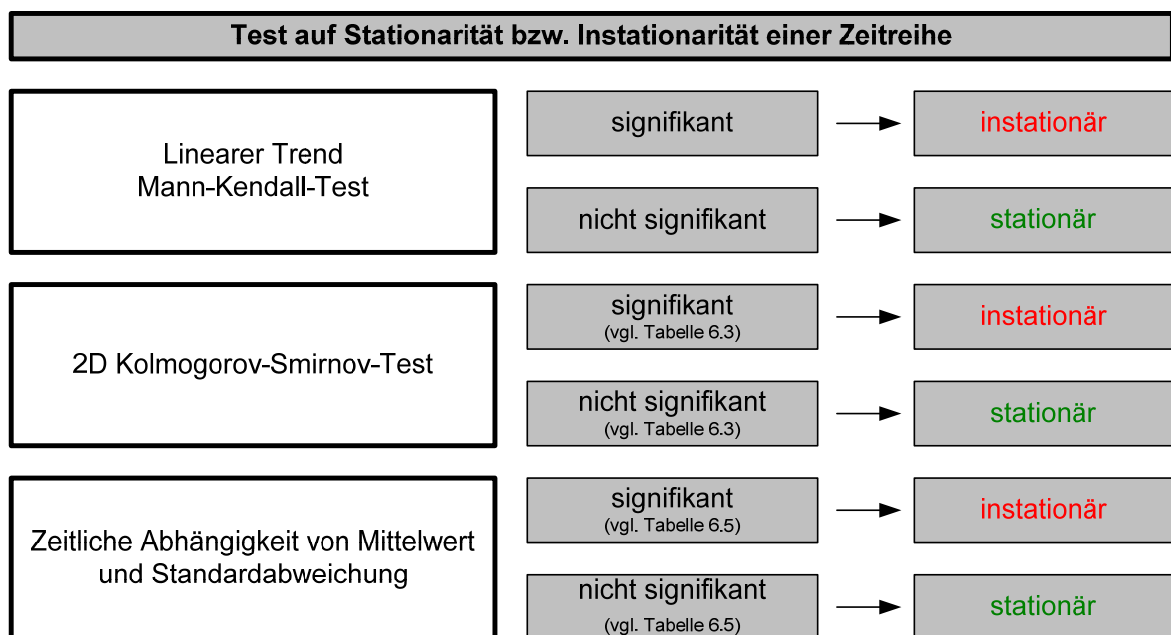 Test auf Stationarität bzw. Instationarität einer Zeitreihe
Linearer Trend
Mann-Kendall-Test
signifikant
instationär
nicht signifikant
stationär
2D Kolmogorov-Smirnov-Test
signifikant
(vgl. Tabelle 6.3)
instationär
nicht signifikant
(vgl. Tabelle 6.3)
stationär
Zeitliche Abhängigkeit von Mittelwert
und Standardabweichung
signifikant
(vgl. Tabelle 6.5)
instationär
nicht signifikant
(vgl. Tabelle 6.5)
stationär